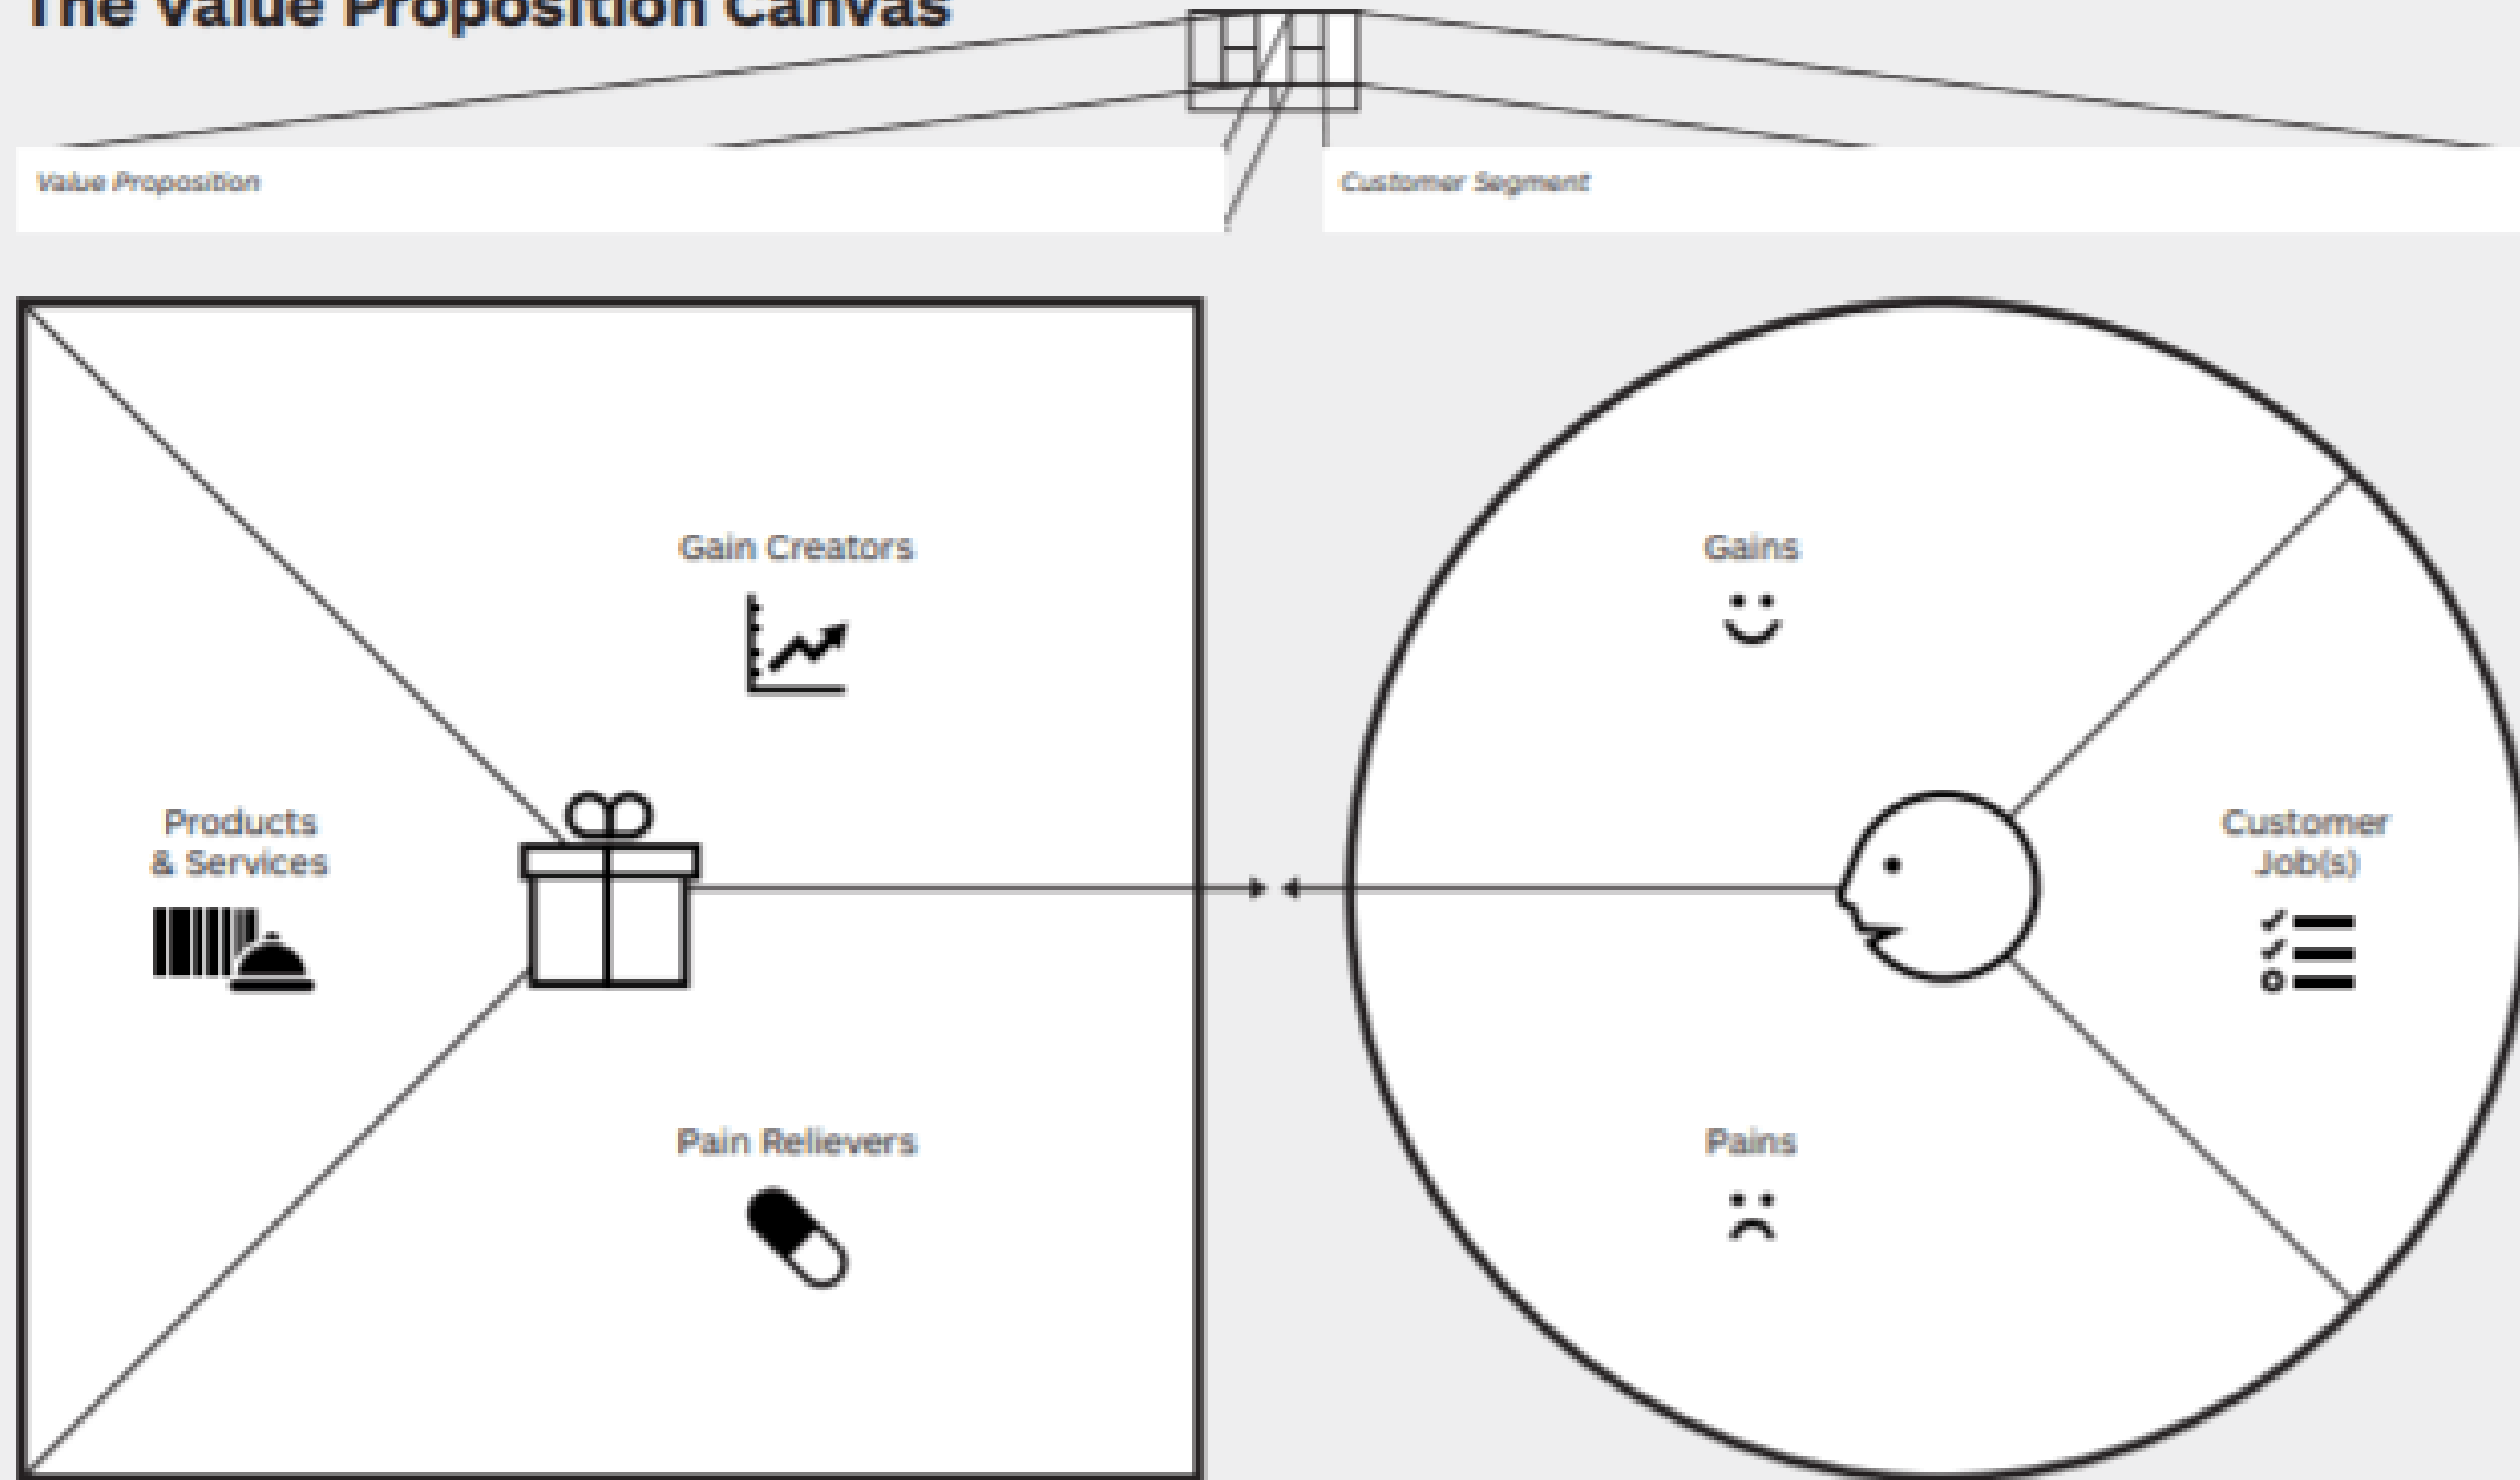 The Value Proposition Canvas
Value Proposition
Customer Segment
Gain Creators
Gains
Products
& Services
Customer
Job(s)
Pain Relievers
Pains